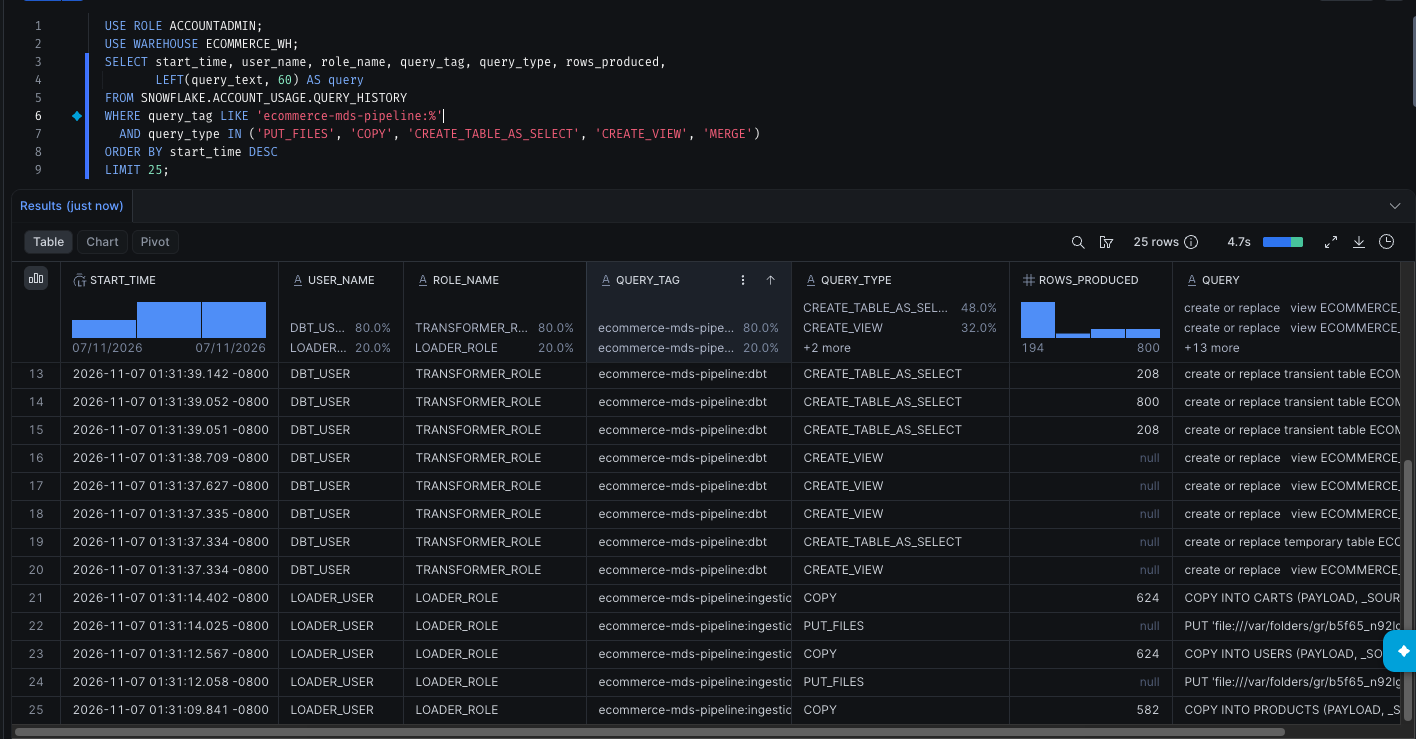 1 USE ROLE ACCOUNTADMIN;
2 USE WAREHOUSE ECOMMERCE_WH;
3 SELECT start_time, user_name, role_name, query_tag, query_type, rows_produced,
4 LEFT(query_text, 60) AS query
5 FROM SNOWFLAKE.ACCOUNT_USAGE.QUERY_HISTORY
6 WHERE query_tag LIKE 'ecommerce-mds-pipeline:%'
7 AND query_type IN ('PUT_FILES', 'COPY', 'CREATE_TABLE_AS_SELECT', 'CREATE_VIEW', 'MERGE')
8 ORDER BY start_time DESC
9 LIMIT 25;
Results (just now)
Table Chart Pivot 25 rows 4.7s
START_TIME USER_NAME ROLE_NAME QUERY_TAG QUERY_TYPE ROWS_PRODUCED QUERY
CREATE_TABLE_AS_SEL... 48.0% create or replace view ECOMMERCE_
DBT_US... 80.0% TRANSFORMER_R... 80.0% ecommerce-mds-pipe... 80.0% CREATE_VIEW 32.0% create or replace view ECOMMERCE_
07/11/2026 07/11/2026 LOADER... 20.0% LOADER_ROLE 20.0% ecommerce-mds-pipe... 20.0% +2 more 194 800 +13 more
13 2026-11-07 01:31:39.142 -0800 DBT_USER TRANSFORMER_ROLE ecommerce-mds-pipeline:dbt CREATE_TABLE_AS_SELECT 208 create or replace transient table ECOM
14 2026-11-07 01:31:39.052 -0800 DBT_USER TRANSFORMER_ROLE ecommerce-mds-pipeline:dbt CREATE_TABLE_AS_SELECT 800 create or replace transient table ECOM
15 2026-11-07 01:31:39.051 -0800 DBT_USER TRANSFORMER_ROLE ecommerce-mds-pipeline:dbt CREATE_TABLE_AS_SELECT 208 create or replace transient table ECOM
16 2026-11-07 01:31:38.709 -0800 DBT_USER TRANSFORMER_ROLE ecommerce-mds-pipeline:dbt CREATE_VIEW null create or replace view ECOMMERCE_
17 2026-11-07 01:31:37.627 -0800 DBT_USER TRANSFORMER_ROLE ecommerce-mds-pipeline:dbt CREATE_VIEW null create or replace view ECOMMERCE_
18 2026-11-07 01:31:37.335 -0800 DBT_USER TRANSFORMER_ROLE ecommerce-mds-pipeline:dbt CREATE_VIEW null create or replace view ECOMMERCE_
19 2026-11-07 01:31:37.334 -0800 DBT_USER TRANSFORMER_ROLE ecommerce-mds-pipeline:dbt CREATE_TABLE_AS_SELECT null create or replace temporary table ECO
20 2026-11-07 01:31:37.334 -0800 DBT_USER TRANSFORMER_ROLE ecommerce-mds-pipeline:dbt CREATE_VIEW null create or replace view ECOMMERCE_
21 2026-11-07 01:31:14.402 -0800 LOADER_USER LOADER_ROLE ecommerce-mds-pipeline:ingestic COPY 624 COPY INTO CARTS (PAYLOAD, _SOUR
22 2026-11-07 01:31:14.025 -0800 LOADER_USER LOADER_ROLE ecommerce-mds-pipeline:ingestic PUT_FILES null PUT 'file:///var/folders/gr/b5f65_n92lg
23 2026-11-07 01:31:12.567 -0800 LOADER_USER LOADER_ROLE ecommerce-mds-pipeline:ingestic COPY 624 COPY INTO USERS (PAYLOAD, _SO
24 2026-11-07 01:31:12.058 -0800 LOADER_USER LOADER_ROLE ecommerce-mds-pipeline:ingestic PUT_FILES null PUT 'file:///var/folders/gr/b5f65_n92lg
25 2026-11-07 01:31:09.841 -0800 LOADER_USER LOADER_ROLE ecommerce-mds-pipeline:ingestic COPY 582 COPY INTO PRODUCTS (PAYLOAD, _S